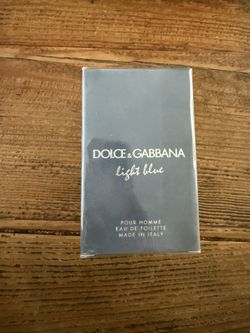 DOLCE & GABBANA
light blue
POUR HOMME
EAU DE TOILETTE
MADE IN ITALY